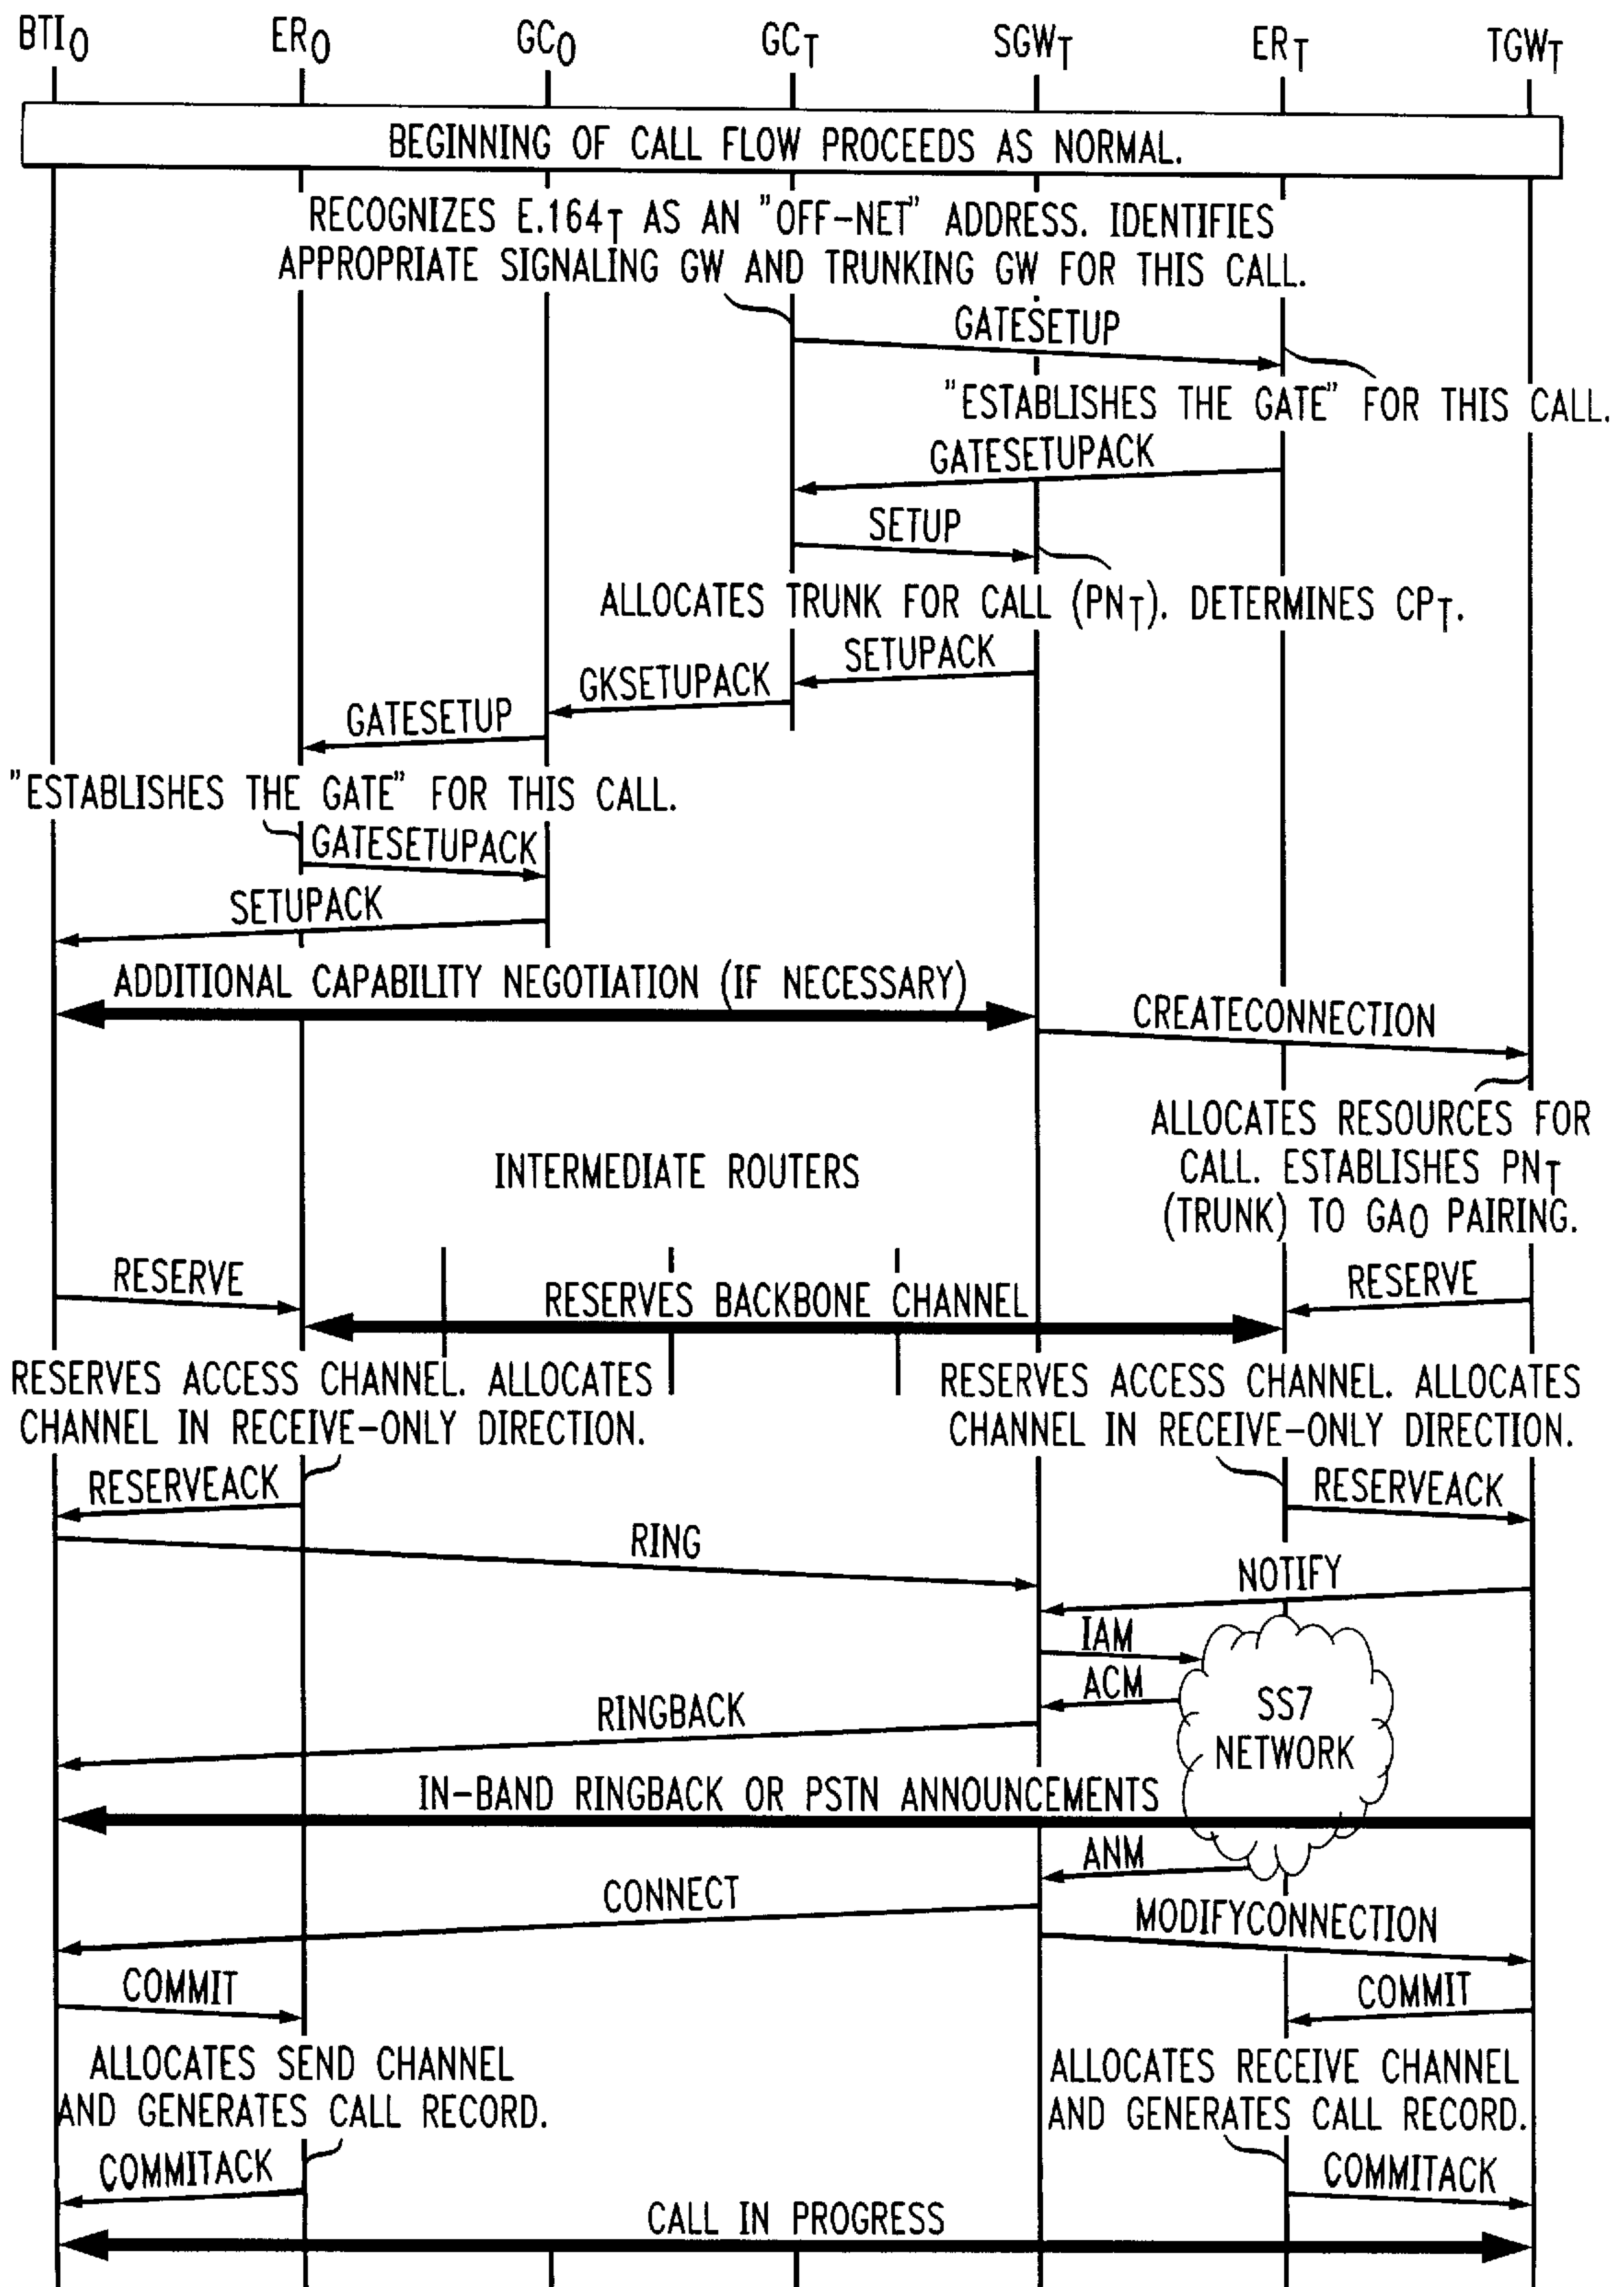 BTIO ERO GCO GCT SGWT ERT TGWT
BEGINNING OF CALL FLOW PROCEEDS AS NORMAL.
RECOGNIZES E.164T AS AN "OFF-NET" ADDRESS. IDENTIFIES
APPROPRIATE SIGNALING GW AND TRUNKING GW FOR THIS CALL.
GATESETUP
"ESTABLISHES THE GATE" FOR THIS CALL.
GATESETUPACK
SETUP
ALLOCATES TRUNK FOR CALL (PNT). DETERMINES CPT.
SETUPACK
GKSETUPACK
GATESETUP
"ESTABLISHES THE GATE" FOR THIS CALL.
GATESETUPACK
SETUPACK
ADDITIONAL CAPABILITY NEGOTIATION (IF NECESSARY)
CREATECONNECTION
ALLOCATES RESOURCES FOR
CALL. ESTABLISHES PNT
(TRUNK) TO GAO PAIRING.
INTERMEDIATE ROUTERS
RESERVE
RESERVES BACKBONE CHANNEL
RESERVE
RESERVES ACCESS CHANNEL. ALLOCATES
CHANNEL IN RECEIVE-ONLY DIRECTION.
RESERVES ACCESS CHANNEL. ALLOCATES
CHANNEL IN RECEIVE-ONLY DIRECTION.
RESERVEACK
RESERVEACK
RING
NOTIFY
IAM
ACM
SS7
NETWORK
RINGBACK
IN-BAND RINGBACK OR PSTN ANNOUNCEMENTS
ANM
CONNECT
MODIFYCONNECTION
COMMIT
COMMIT
ALLOCATES SEND CHANNEL
AND GENERATES CALL RECORD.
ALLOCATES RECEIVE CHANNEL
AND GENERATES CALL RECORD.
COMMITACK
COMMITACK
CALL IN PROGRESS